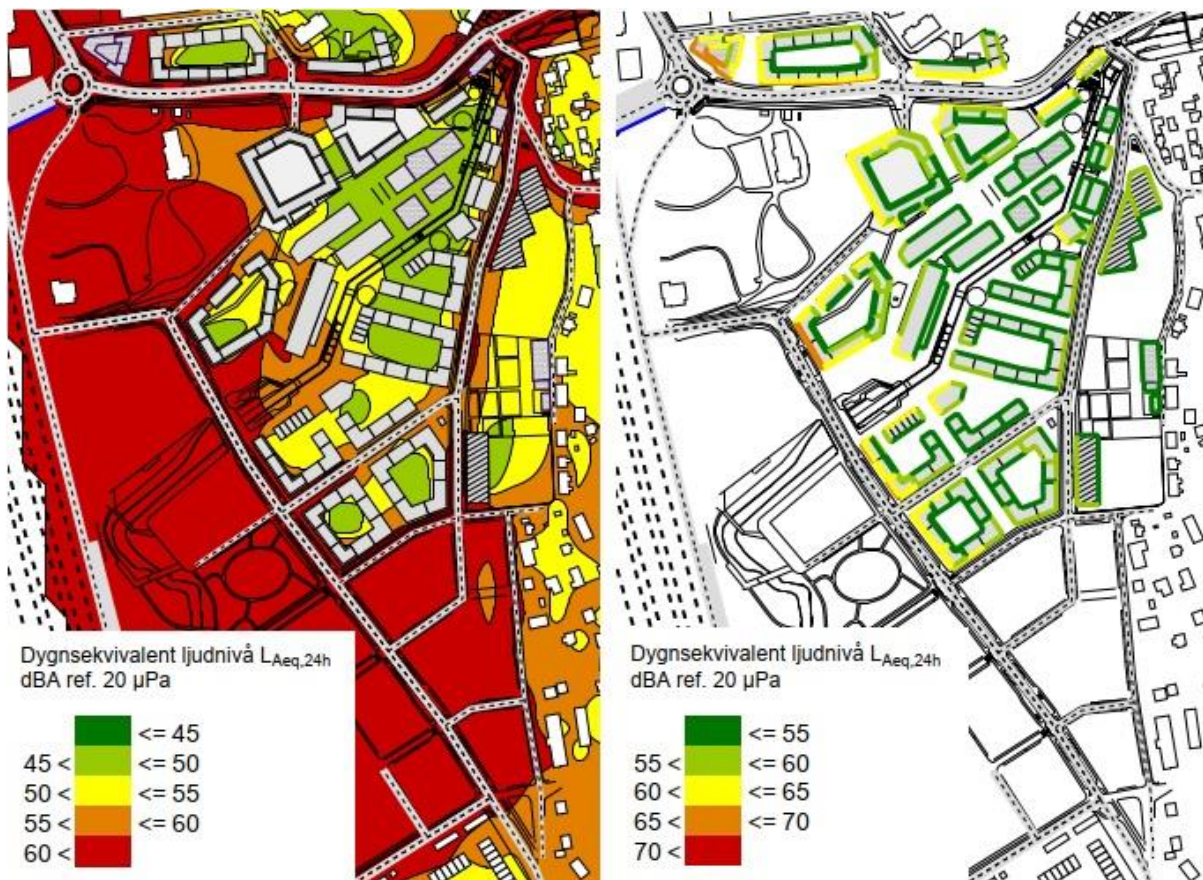 Dygnsekvivalent ljudnivå LAeq,24h
dBA ref. 20 µPa
<= 45
45 < <= 50
50 < <= 55
55 < <= 60
60 <
Dygnsekvivalent ljudnivå LAeq,24h
dBA ref. 20 µPa
<= 55
55 < <= 60
60 < <= 65
65 < <= 70
70 <